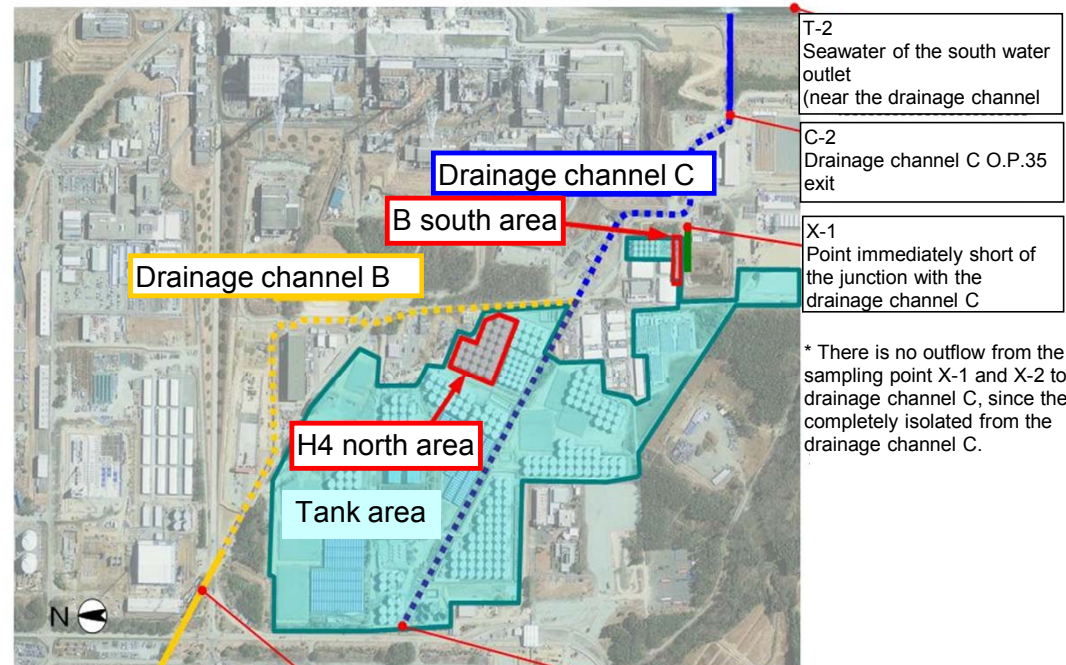 T-2
Seawater of the south water
outlet
(near the drainage channel
C-2
Drainage channel C O.P.35
exit
X-1
Point immediately short of
the junction with the
drainage channel C
* There is no outflow from the
sampling point X-1 and X-2 to
drainage channel C, since the
completely isolated from the
drainage channel C.
Drainage channel C
B south area
Drainage channel B
H4 north area
Tank area
N